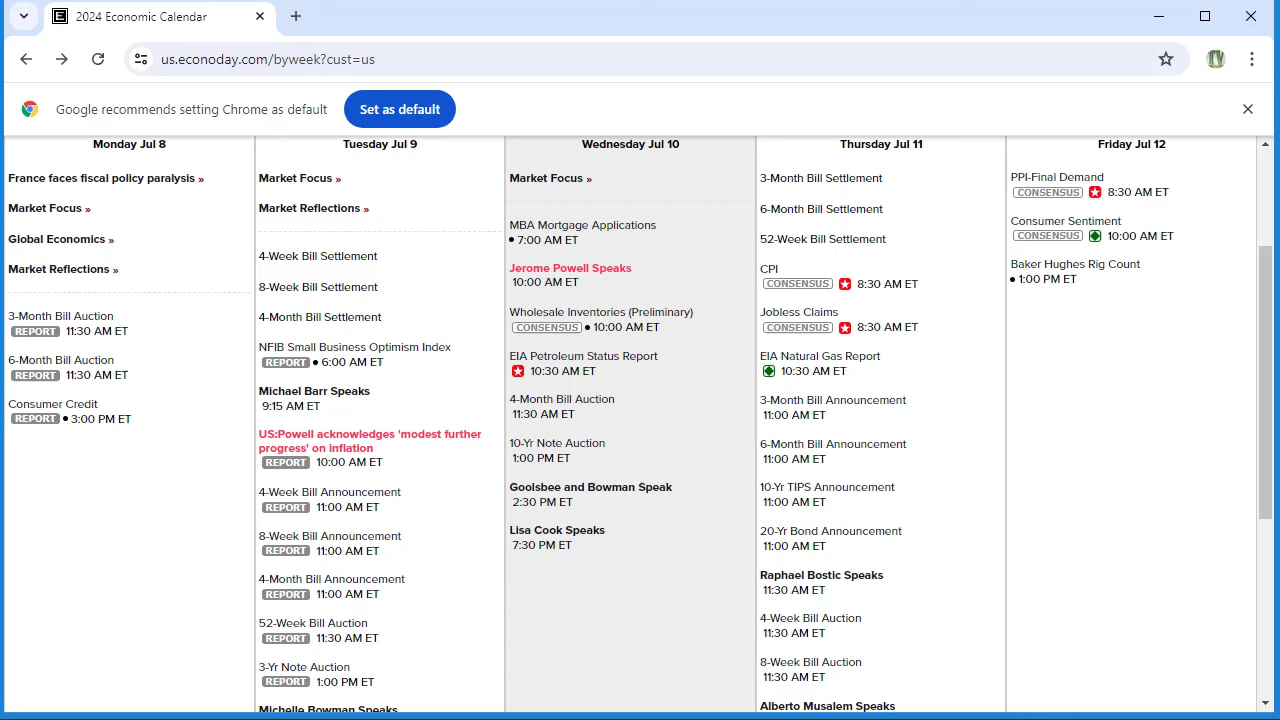 2024 Economic Calendar
us.econoday.com/byweek?cust=us
Google recommends setting Chrome as default
Set as default
Monday Jul 8
France faces fiscal policy paralysis »
Market Focus »
Global Economics »
Market Reflections »
3-Month Bill Auction
REPORT 11:30 AM ET
6-Month Bill Auction
REPORT 11:30 AM ET
Consumer Credit
REPORT • 3:00 PM ET
Tuesday Jul 9
Market Focus »
Market Reflections »
4-Week Bill Settlement
8-Week Bill Settlement
4-Month Bill Settlement
NFIB Small Business Optimism Index
REPORT • 6:00 AM ET
Michael Barr Speaks
9:15 AM ET
US:Powell acknowledges 'modest further
progress' on inflation
REPORT 10:00 AM ET
4-Week Bill Announcement
REPORT 11:00 AM ET
8-Week Bill Announcement
REPORT 11:00 AM ET
4-Month Bill Announcement
REPORT 11:00 AM ET
52-Week Bill Auction
REPORT 11:30 AM ET
3-Yr Note Auction
REPORT 1:00 PM ET
Michelle Bowman Speaks
Wednesday Jul 10
Market Focus »
MBA Mortgage Applications
• 7:00 AM ET
Jerome Powell Speaks
10:00 AM ET
Wholesale Inventories (Preliminary)
CONSENSUS • 10:00 AM ET
EIA Petroleum Status Report
10:30 AM ET
4-Month Bill Auction
11:30 AM ET
10-Yr Note Auction
1:00 PM ET
Goolsbee and Bowman Speak
2:30 PM ET
Lisa Cook Speaks
7:30 PM ET
Thursday Jul 11
3-Month Bill Settlement
6-Month Bill Settlement
52-Week Bill Settlement
CPI
CONSENSUS 8:30 AM ET
Jobless Claims
CONSENSUS 8:30 AM ET
EIA Natural Gas Report
10:30 AM ET
3-Month Bill Announcement
11:00 AM ET
6-Month Bill Announcement
11:00 AM ET
10-Yr TIPS Announcement
11:00 AM ET
20-Yr Bond Announcement
11:00 AM ET
Raphael Bostic Speaks
11:30 AM ET
4-Week Bill Auction
11:30 AM ET
8-Week Bill Auction
11:30 AM ET
Alberto Musalem Speaks
Friday Jul 12
PPI-Final Demand
CONSENSUS 8:30 AM ET
Consumer Sentiment
CONSENSUS 10:00 AM ET
Baker Hughes Rig Count
• 1:00 PM ET